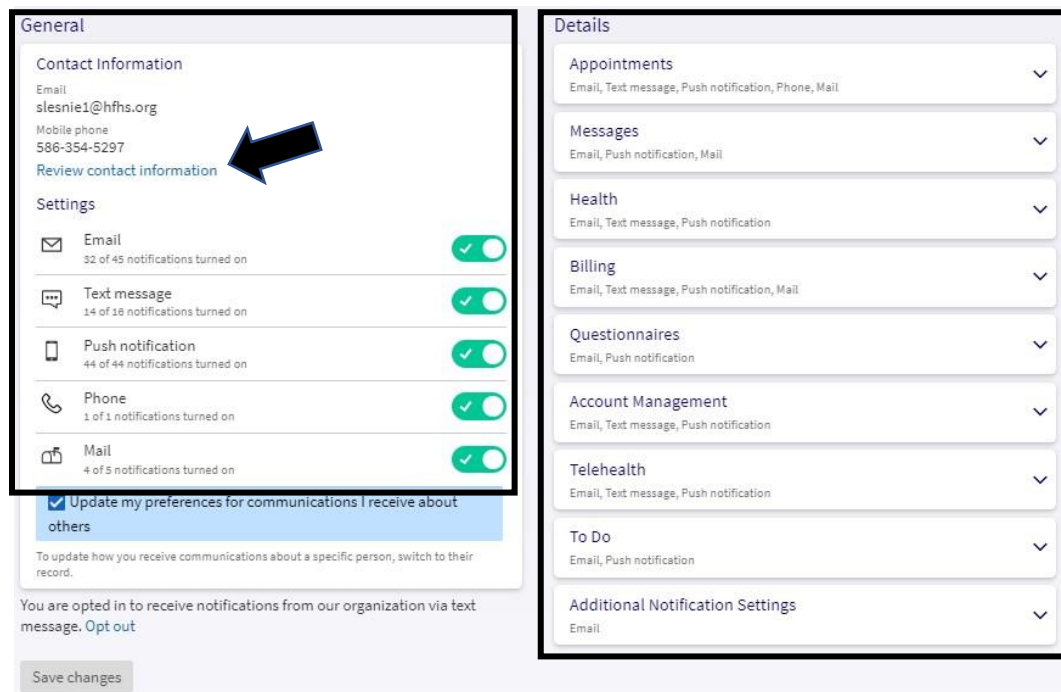 General
Contact Information
Email
slesnie1@hfhs.org
Mobile phone
586-354-5297
Review contact information
Settings
Email
32 of 45 notifications turned on
Text message
14 of 16 notifications turned on
Push notification
44 of 44 notifications turned on
Phone
1 of 1 notifications turned on
Mail
4 of 5 notifications turned on
Update my preferences for communications I receive about
others
To update how you receive communications about a specific person, switch to their
record.
You are opted in to receive notifications from our organization via text
message. Opt out
Save changes
Details
Appointments
Email, Text message, Push notification, Phone, Mail
Messages
Email, Push notification, Mail
Health
Email, Text message, Push notification
Billing
Email, Text message, Push notification, Mail
Questionnaires
Email, Push notification
Account Management
Email, Text message, Push notification
Telehealth
Email, Text message, Push notification
To Do
Email, Push notification
Additional Notification Settings
Email